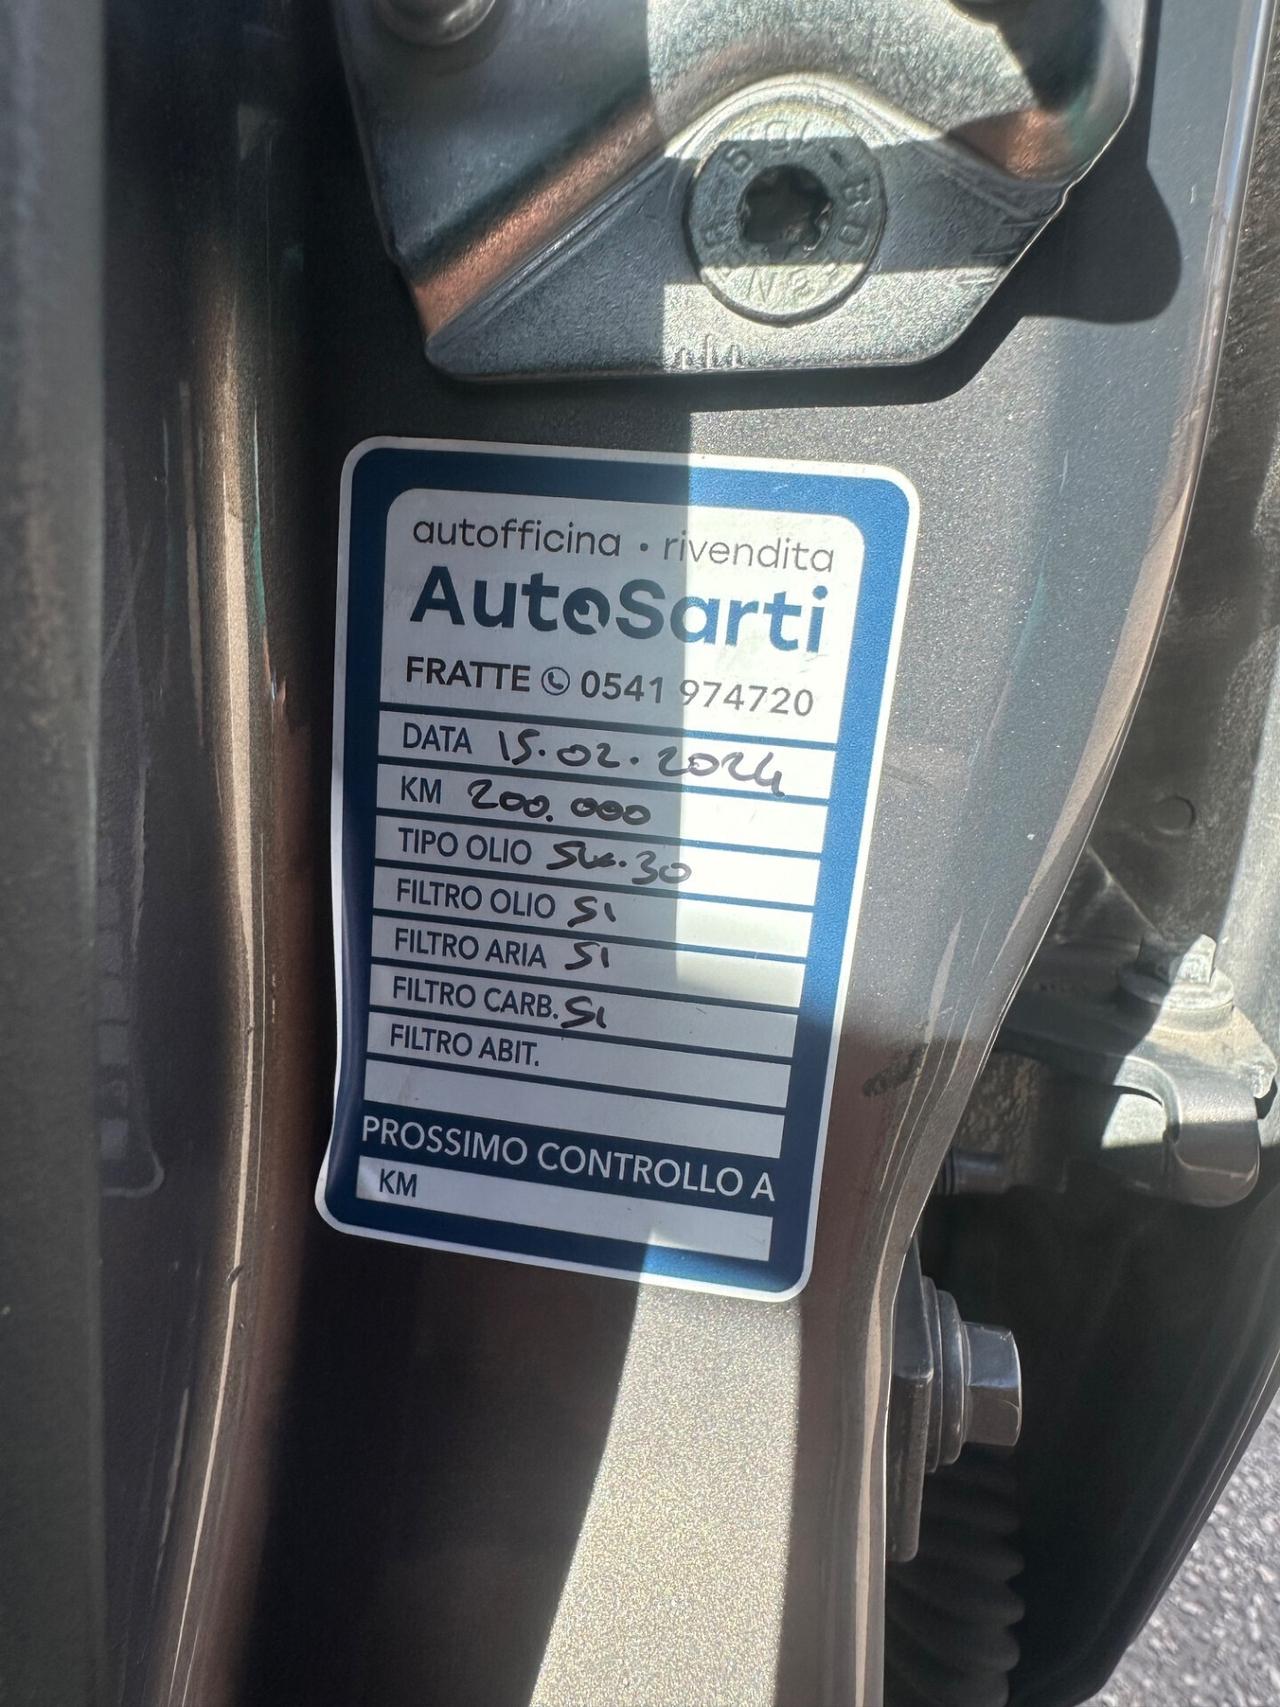 autofficina • rivendita
AutoSarti
FRATTE 0541 974720
DATA 15.02.2024
KM 200.000
TIPO OLIO 5W.30
FILTRO OLIO SI
FILTRO ARIA SI
FILTRO CARB. SI
FILTRO ABIT.
PROSSIMO CONTROLLO A
KM